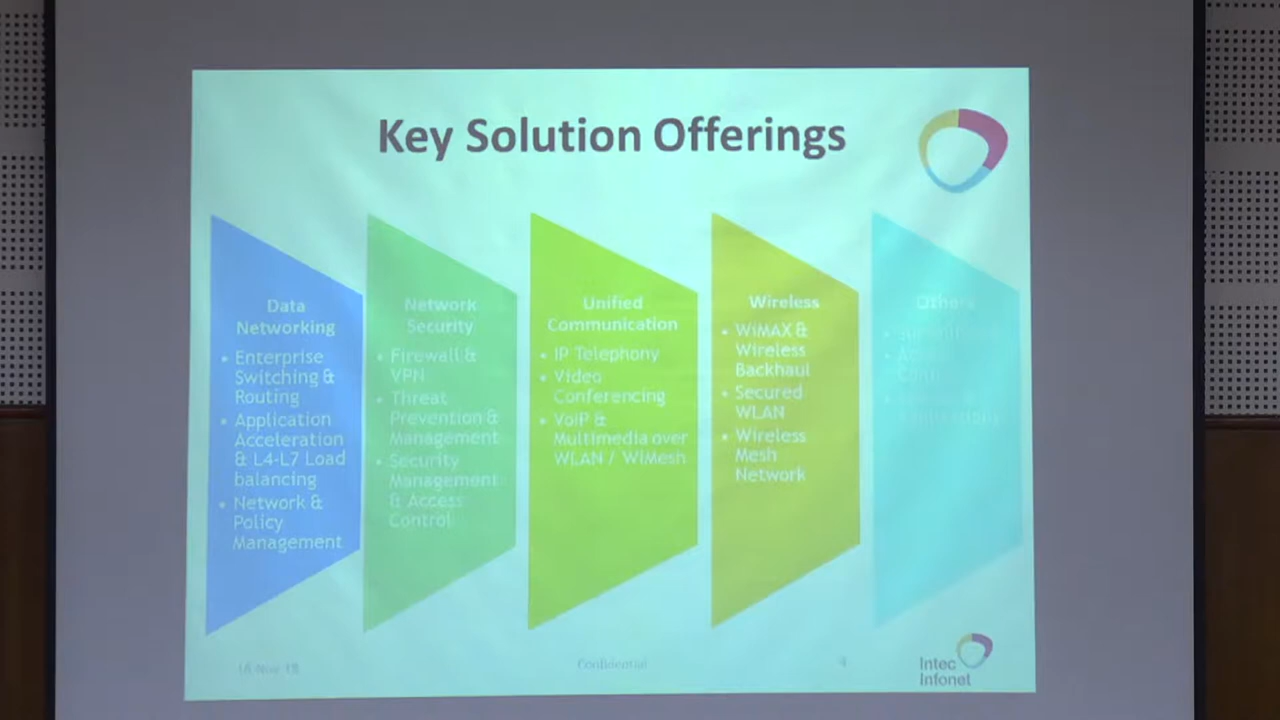 Key Solution Offerings
Data
Networking
• Enterprise
Switching &
Routing
• Application
Acceleration
& L4-L7 Load
balancing
• Network &
Policy
Management
Network
Security
• Firewall &
VPN
• Threat
Prevention &
Management
• Security
Management
& Access
Control
Unified
Communication
• IP Telephony
• Video
Conferencing
• VoIP &
Multimedia over
WLAN / WiMesh
Wireless
• WiMAX &
Wireless
Backhaul
• Secured
WLAN
• Wireless
Mesh
Network
Others
Confidential
4
Intec
Infonet